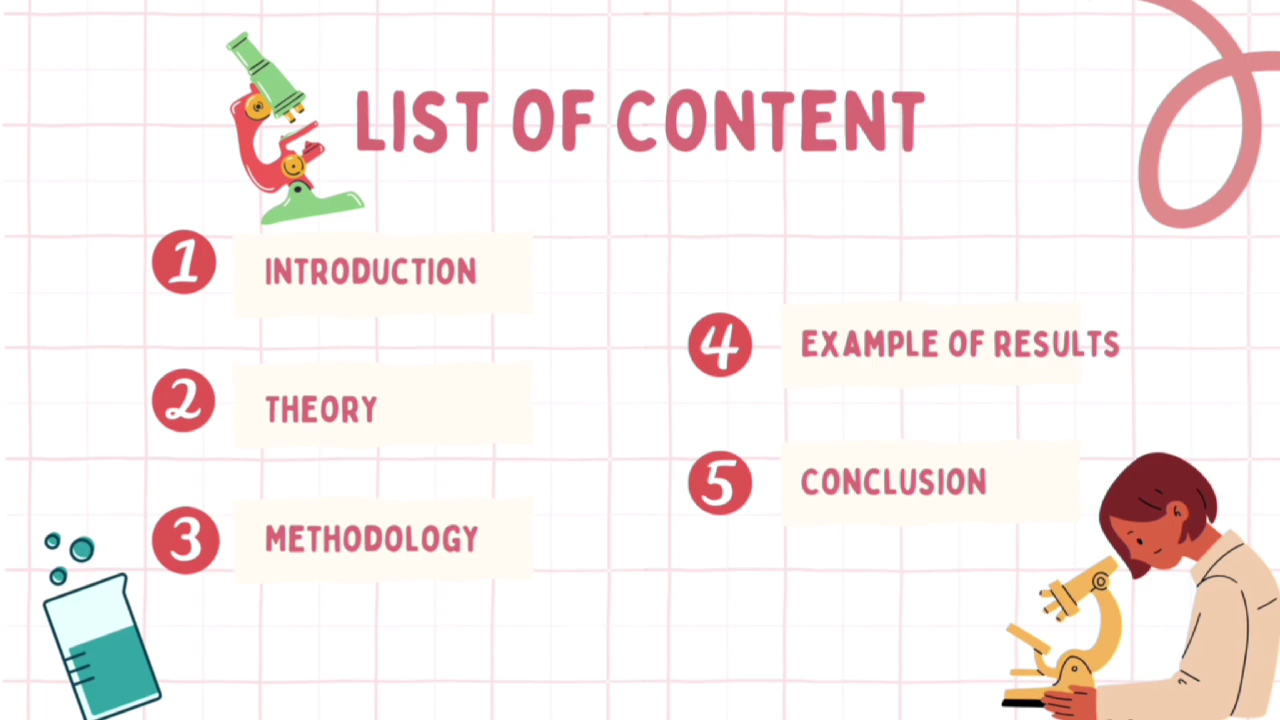 LIST OF CONTENT
1 INTRODUCTION
2 THEORY
3 METHODOLOGY
4 EXAMPLE OF RESULTS
5 CONCLUSION